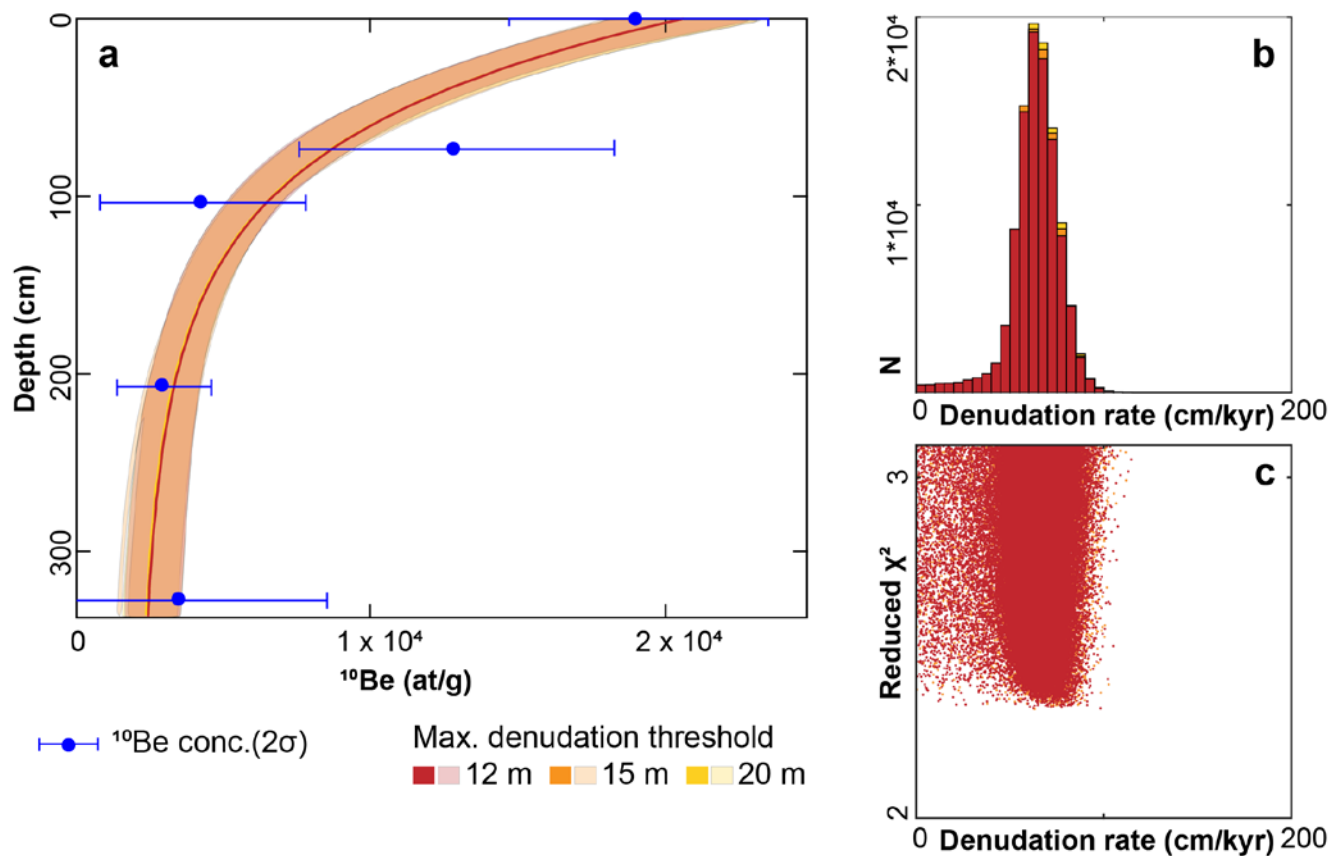 a
0
100
200
300
Depth (cm)
0
1 x 10⁴
2 x 10⁴
¹⁰Be (at/g)
¹⁰Be conc.(2σ)
Max. denudation threshold
12 m
15 m
20 m
b
2*10⁴
1*10⁴
N
0
200
Denudation rate (cm/kyr)
c
3
2
Reduced χ²
0
200
Denudation rate (cm/kyr)